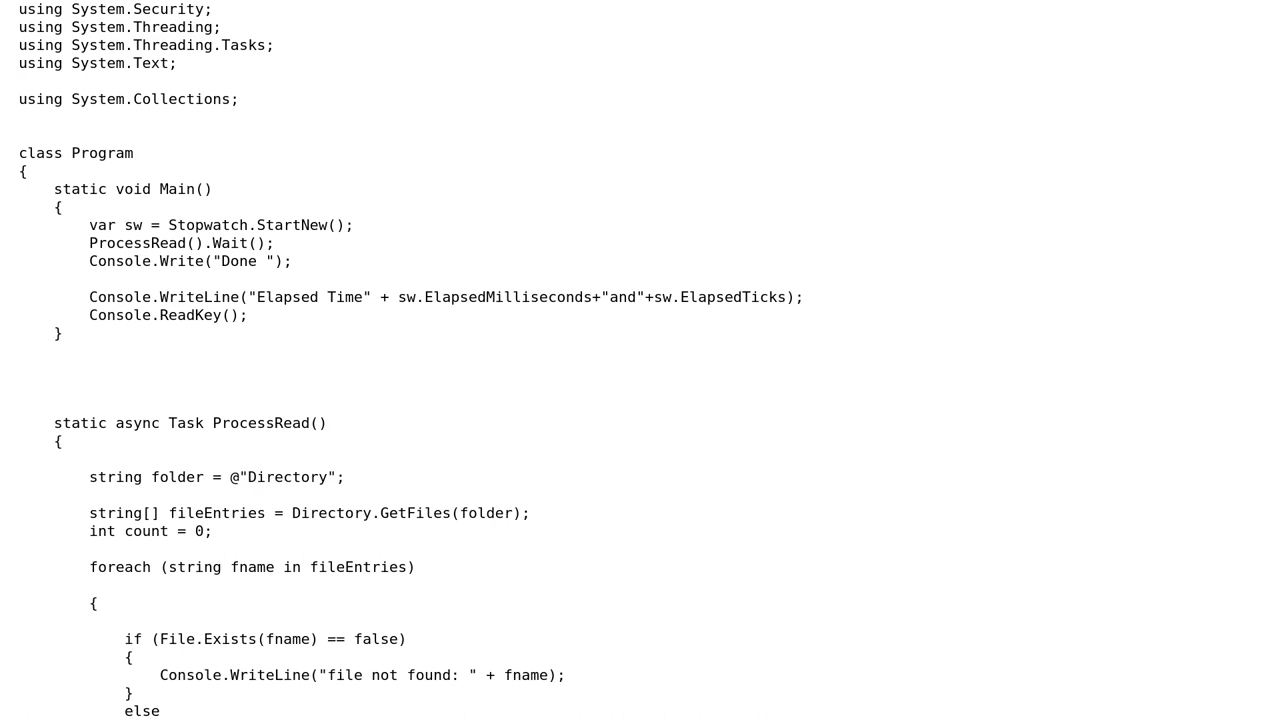 using System.Security;
using System.Threading;
using System.Threading.Tasks;
using System.Text;

using System.Collections;


class Program
{
    static void Main()
    {
        var sw = Stopwatch.StartNew();
        ProcessRead().Wait();
        Console.Write("Done ");

        Console.WriteLine("Elapsed Time" + sw.ElapsedMilliseconds+"and"+sw.ElapsedTicks);
        Console.ReadKey();
    }




    static async Task ProcessRead()
    {

        string folder = @"Directory";

        string[] fileEntries = Directory.GetFiles(folder);
        int count = 0;

        foreach (string fname in fileEntries)

        {

            if (File.Exists(fname) == false)
            {
                Console.WriteLine("file not found: " + fname);
            }
            else